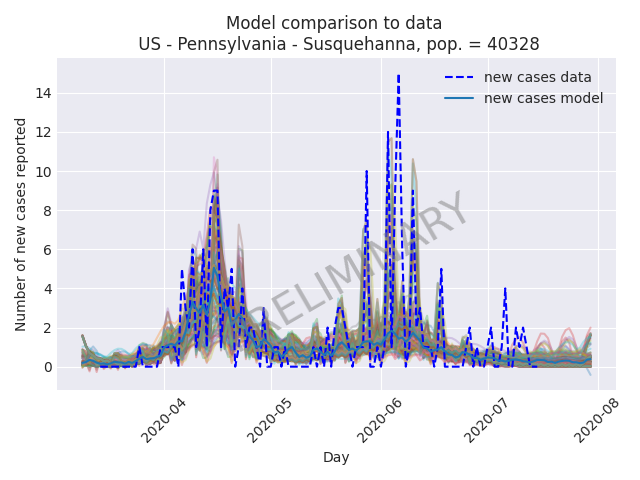 Model comparison to data
US - Pennsylvania - Susquehanna, pop. = 40328
new cases data
new cases model
PRELIMINARY
Number of new cases reported
14
12
10
8
6
4
2
0
2020-04
2020-05
2020-06
2020-07
2020-08
Day